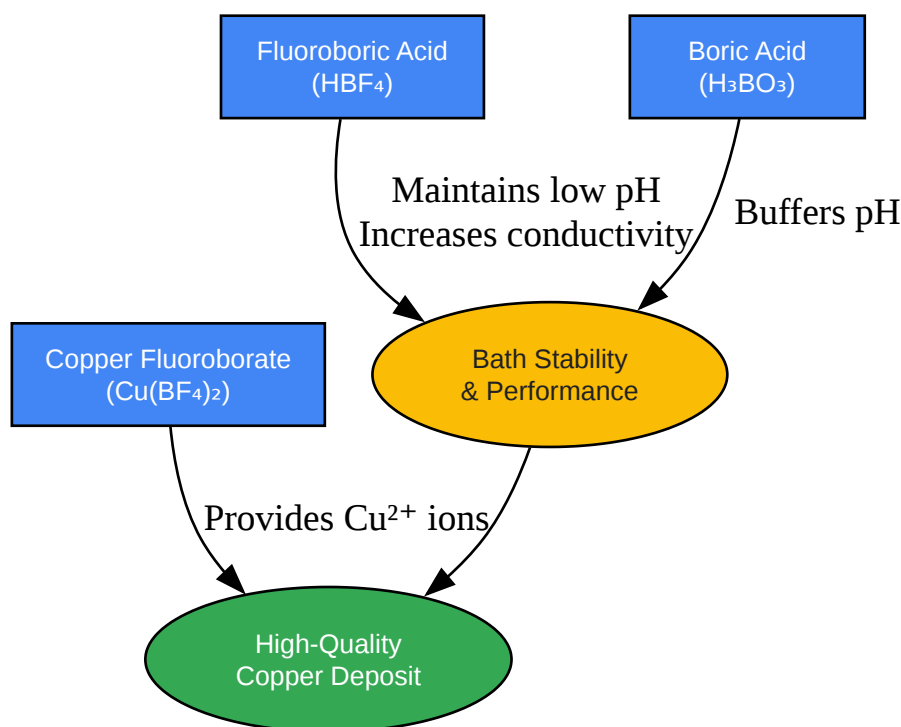 Fluoroboric Acid
(HBF₄)
Boric Acid
(H₃BO₃)
Maintains low pH
Increases conductivity
Buffers pH
Copper Fluoroborate
(Cu(BF₄)₂)
Bath Stability
& Performance
Provides Cu²⁺ ions
High-Quality
Copper Deposit